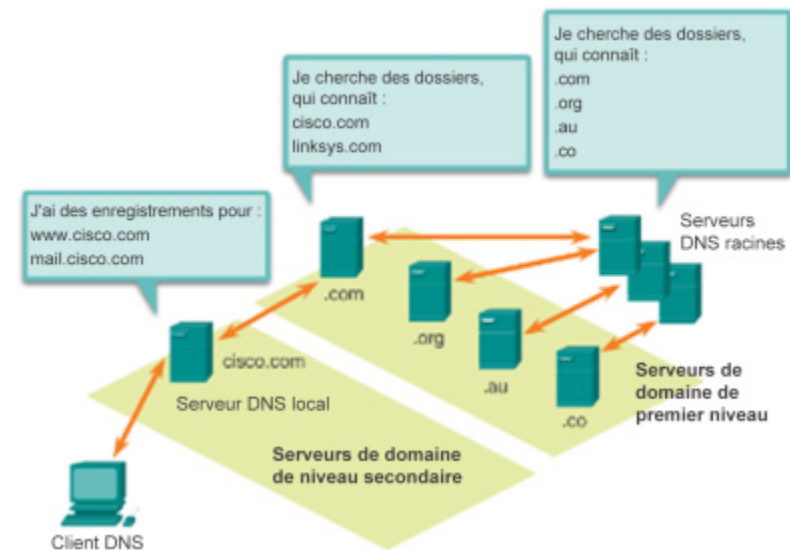 Je cherche des dossiers,
qui connaît :
.com
.org
.au
.co
Je cherche des dossiers,
qui connaît :
cisco.com
linksys.com
J'ai des enregistrements pour :
www.cisco.com
mail.cisco.com
Serveurs
DNS racines
.com
.org
.au
.co
cisco.com
Serveur DNS local
Serveurs de
domaine de
premier niveau
Serveurs de domaine
de niveau secondaire
Client DNS